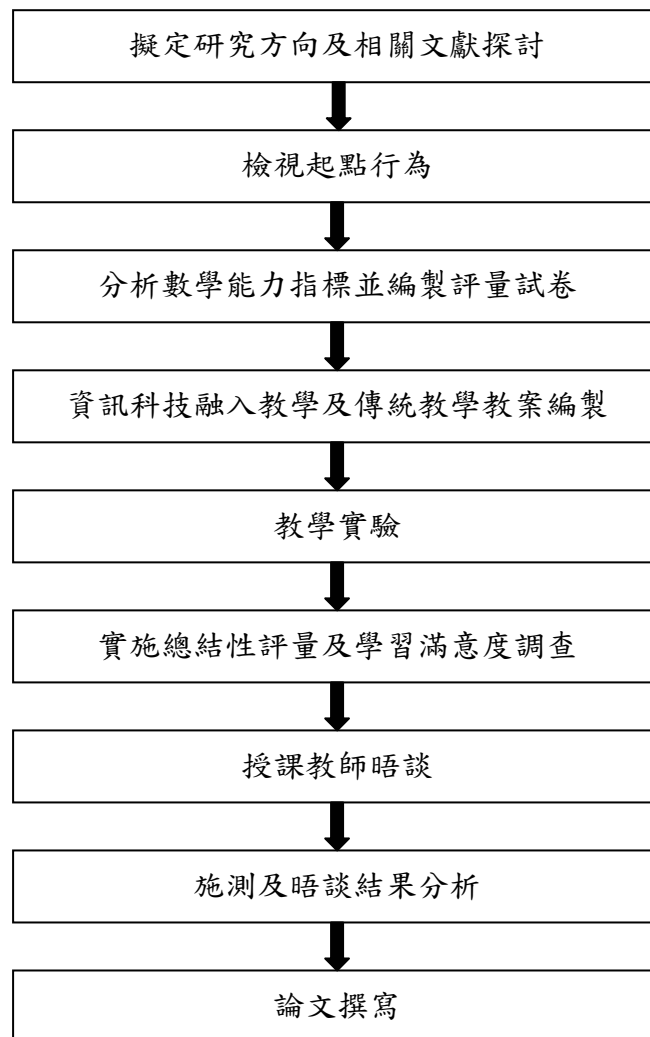 擬定研究方向及相關文獻探討
檢視起點行為
分析數學能力指標並編製評量試卷
資訊科技融入教學及傳統教學教案編製
教學實驗
實施總結性評量及學習滿意度調查
授課教師晤談
施測及晤談結果分析
論文撰寫